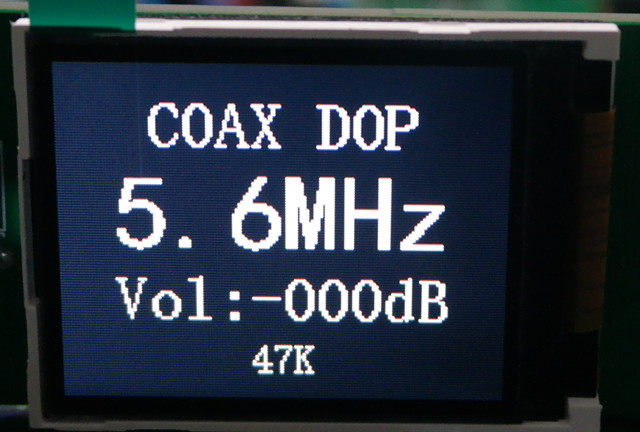 COAX DOP
5.6MHz
Vol:-000dB
47K